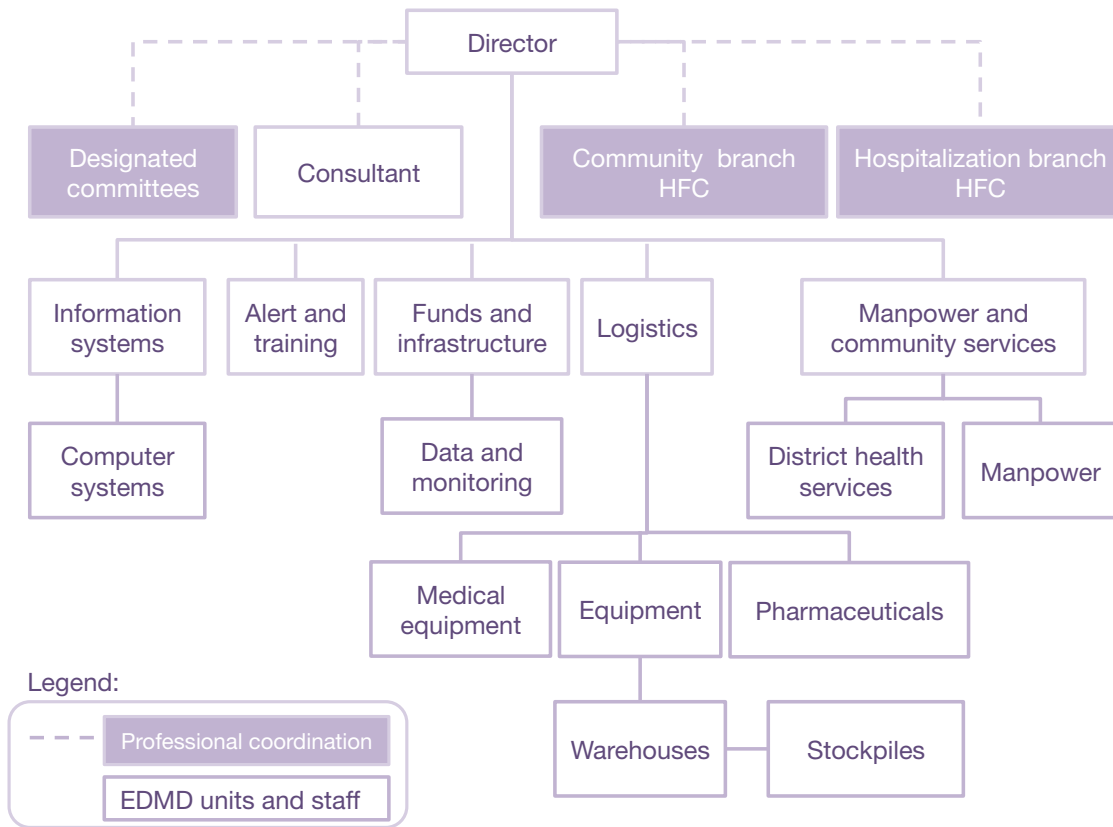 Director
Designated
committees
Consultant
Community branch
HFC
Hospitalization branch
HFC
Information
systems
Alert and
training
Funds and
infrastructure
Logistics
Manpower and
community services
Computer
systems
Data and
monitoring
District health
services
Manpower
Medical
equipment
Equipment
Pharmaceuticals
Warehouses
Stockpiles
Legend:
Professional coordination
EDMD units and staff